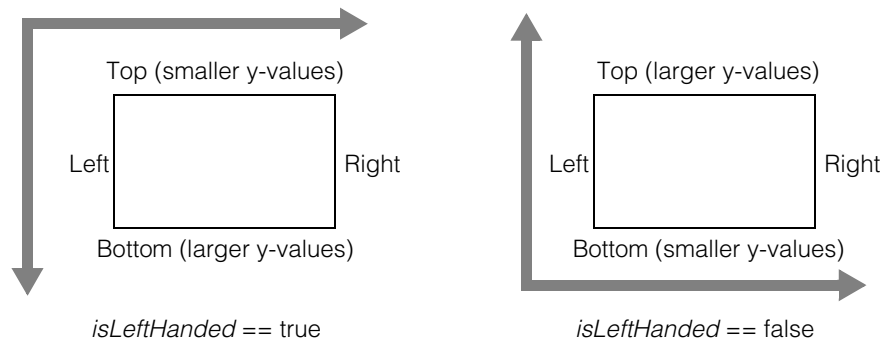 Top (smaller y-values)
Left
Right
Bottom (larger y-values)
isLeftHanded == true
Top (larger y-values)
Left
Right
Bottom (smaller y-values)
isLeftHanded == false